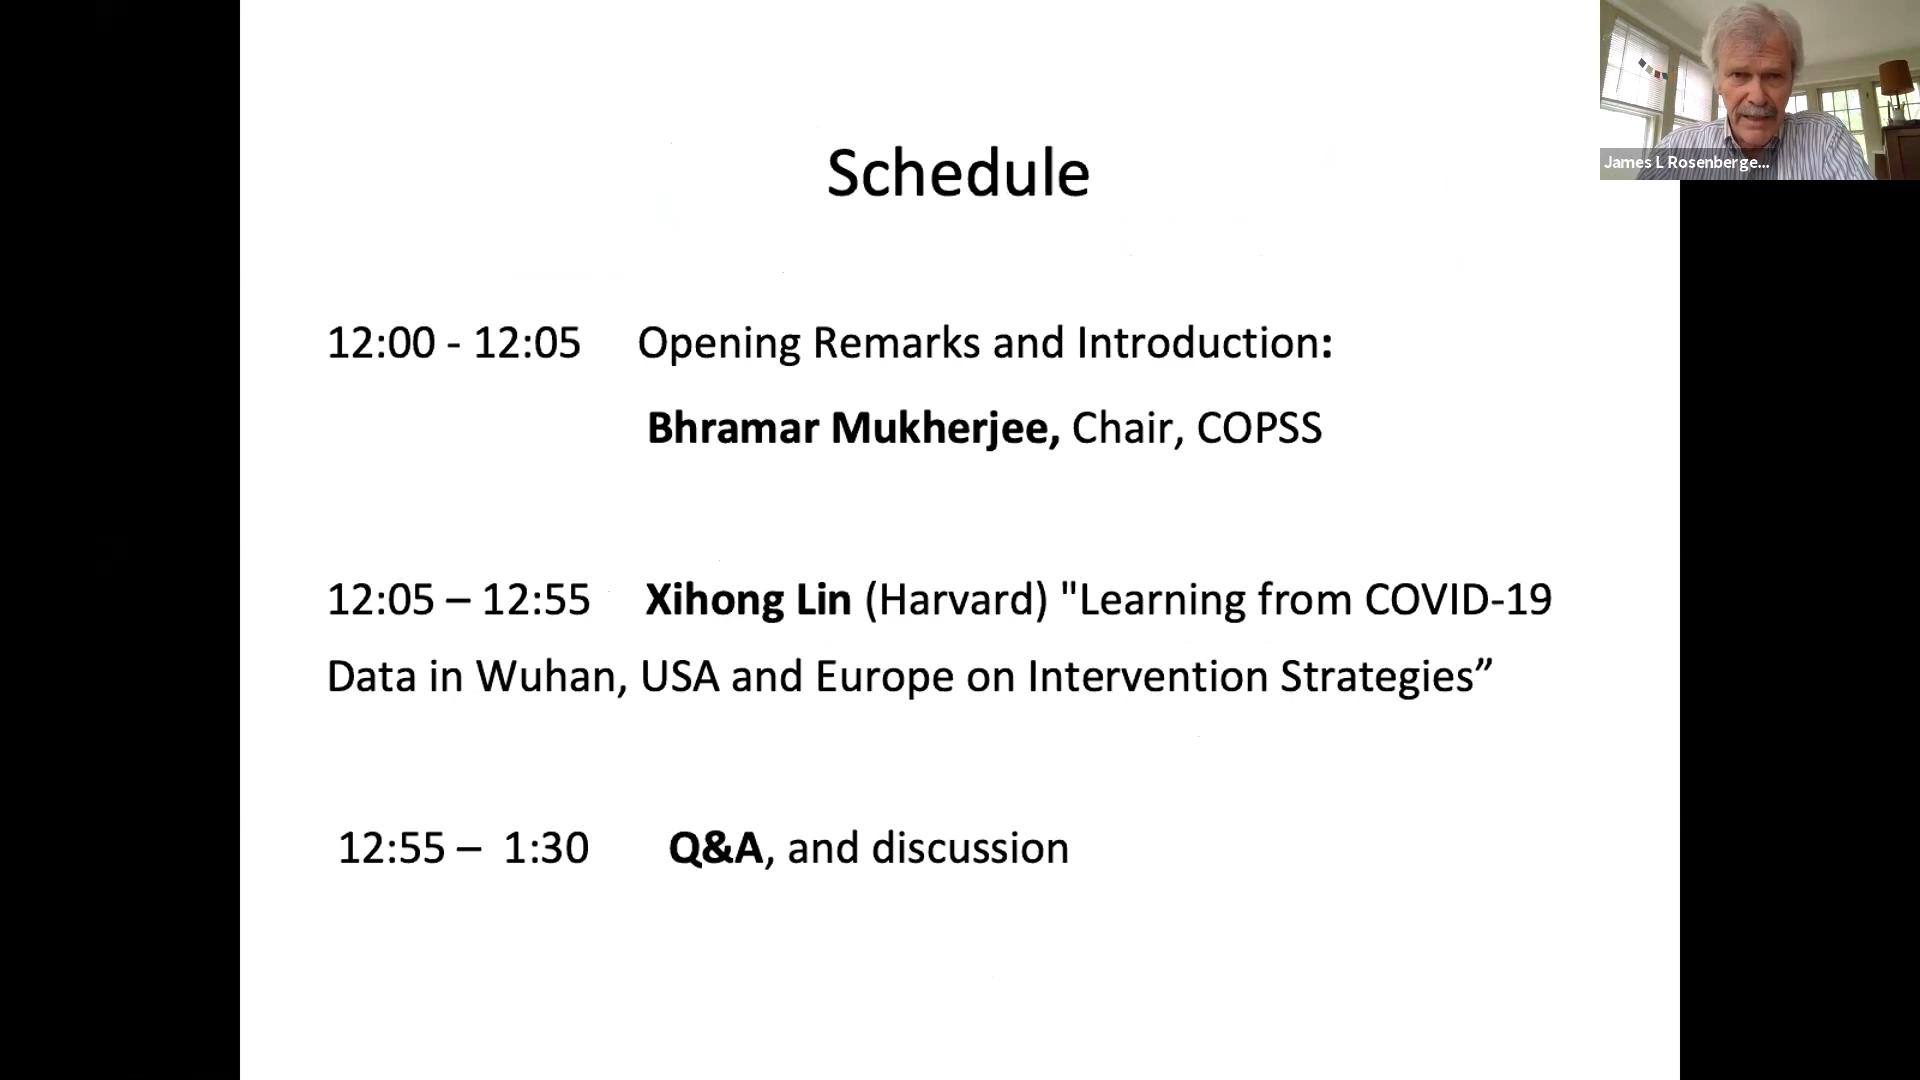 Schedule
12:00 - 12:05 Opening Remarks and Introduction:
Bhramar Mukherjee, Chair, COPSS
12:05 – 12:55 Xihong Lin (Harvard) "Learning from COVID-19
Data in Wuhan, USA and Europe on Intervention Strategies”
12:55 – 1:30 Q&A, and discussion
James L Rosenberge...